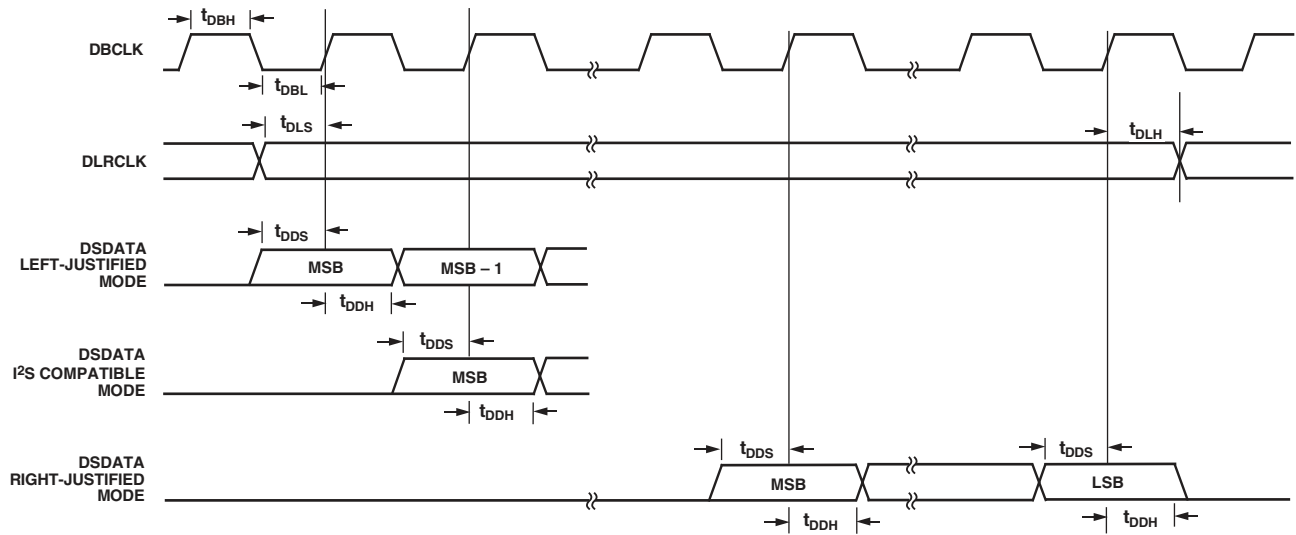 tDBH
DBCLK
tDBL
tDLS
tDLH
DLRCLK
tDDS
DSDATA
LEFT-JUSTIFIED
MODE
MSB
MSB – 1
tDDH
tDDS
DSDATA
I²S COMPATIBLE
MODE
MSB
tDDH
tDDS
tDDS
DSDATA
RIGHT-JUSTIFIED
MODE
MSB
LSB
tDDH
tDDH